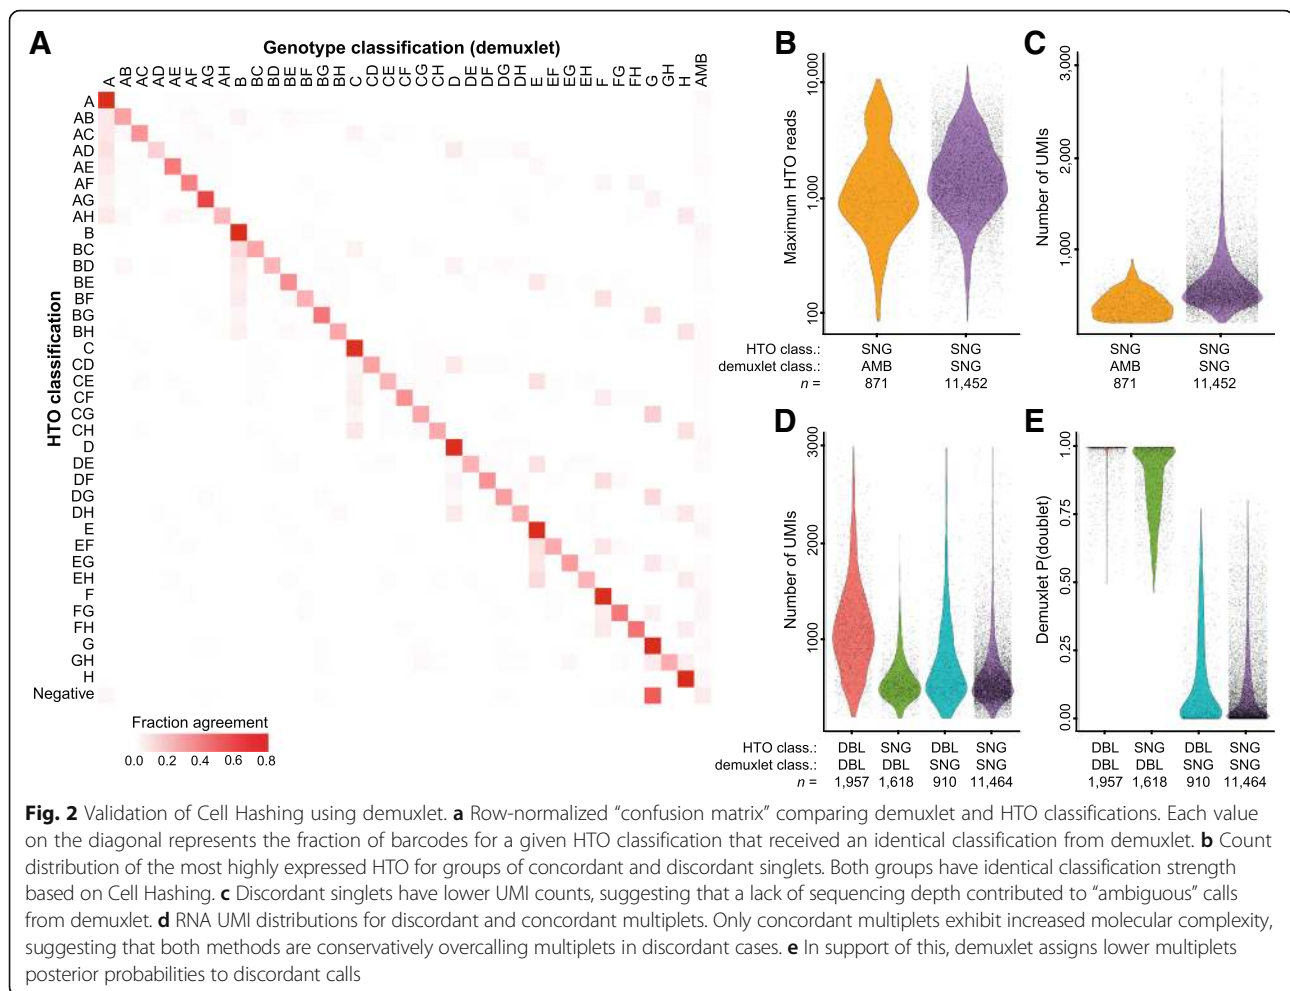 A
Genotype classification (demuxlet)
A AB AC AD AE AF AG AH B BC BD BE BF BG BH C CD CE CF CG CH D DE DF DG DH E EF EG EH F FG FH G GH H AMB
HTO classification
A
AB
AC
AD
AE
AF
AG
AH
B
BC
BD
BE
BF
BG
BH
C
CD
CE
CF
CG
CH
D
DE
DF
DG
DH
E
EF
EG
EH
F
FG
FH
G
GH
H
Negative
Fraction agreement
0.0 0.2 0.4 0.6 0.8
B
Maximum HTO reads
10,000
1,000
100
HTO class.: SNG SNG
demuxlet class.: AMB SNG
n = 871 11,452
C
Number of UMIs
3,000
2,000
1,000
SNG SNG
AMB SNG
871 11,452
D
Number of UMIs
3000
2000
1000
HTO class.: DBL SNG DBL SNG
demuxlet class.: DBL DBL SNG SNG
n = 1,957 1,618 910 11,464
E
Demuxlet P(doublet)
1.00
0.75
0.50
0.25
0.00
DBL SNG DBL SNG
DBL DBL SNG SNG
1,957 1,618 910 11,464
Fig. 2 Validation of Cell Hashing using demuxlet. a Row-normalized “confusion matrix” comparing demuxlet and HTO classifications. Each value
on the diagonal represents the fraction of barcodes for a given HTO classification that received an identical classification from demuxlet. b Count
distribution of the most highly expressed HTO for groups of concordant and discordant singlets. Both groups have identical classification strength
based on Cell Hashing. c Discordant singlets have lower UMI counts, suggesting that a lack of sequencing depth contributed to “ambiguous” calls
from demuxlet. d RNA UMI distributions for discordant and concordant multiplets. Only concordant multiplets exhibit increased molecular complexity,
suggesting that both methods are conservatively overcalling multiplets in discordant cases. e In support of this, demuxlet assigns lower multiplets
posterior probabilities to discordant calls